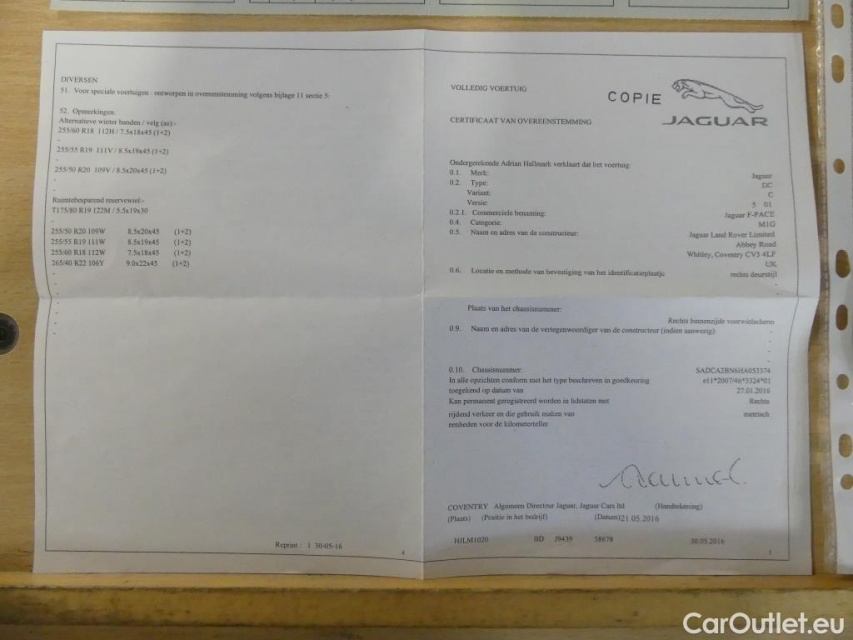 DIVERSEN
51. Voor speciale voertuigen : ontworpen in overeenstemming volgens bijlage 11 sectie 5:
52. Opmerkingen:
Alternatieve wieter banden / velg (as):-
255/60 R18 112H / 7.5x18x45 (1+2)
255/55 R19 111V / 8.5x19x45 (1+2)
255/50 R20 109V / 8.5x20x45 (1+2)
Ruimtebesparend reservewiel:-
T175/80 R19 122M / 5.5x19x30
255/50 R20 109W 8.5x20x45 (1+2)
255/55 R19 111W 8.5x19x45 (1+2)
255/60 R18 112W 7.5x18x45 (1+2)
265/40 R22 106Y 9.0x22x45 (1+2)
Reprint : 1 30-05-16
4
VOLLEDIG VOERTUIG
COPIE
JAGUAR
CERTIFICAAT VAN OVEREENSTEMMING
Ondergetekende Adrian Hallmark verklaart dat het voertuig:
0.1. Merk: Jaguar
0.2. Type: DC
Variant: C
Versie: 5 01
0.2.1. Commerciele benaming: Jaguar F-PACE
0.4. Categorie: M1G
0.5. Naam en adres van de constructeur: Jaguar Land Rover Limited
Abbey Road
Whitley, Coventry CV3 4LF
UK
0.6. Locatie en methode van bevestiging van het identificatieplaatje rechts deurstijl
Plaats van het chassisnummer: Rechts binnenzijde voorwielscherm
0.9. Naam en adres van de vertegenwoordiger van de constructeur (indien aanwezig):
0.10. Chassisnummer: SADCA2BN6HA053374
In alle opzichten conform met het type beschreven in goedkeuring e11*2007/46*3324*01
toegekend op datum van 27.01.2016
Kan permanent geregistreerd worden in lidstaten met Rechts
rijdend verkeer en die gebruik maken van metrisch
eenheden voor de kilometerteller
COVENTRY Algemeen Directeur Jaguar, Jaguar Cars ltd (Handtekening)
(Plaats) (Positie in het bedrijf) (Datum)21.05.2016
HJLM1020 BD J9439 58678 30.05.2016
1
CarOutlet.eu